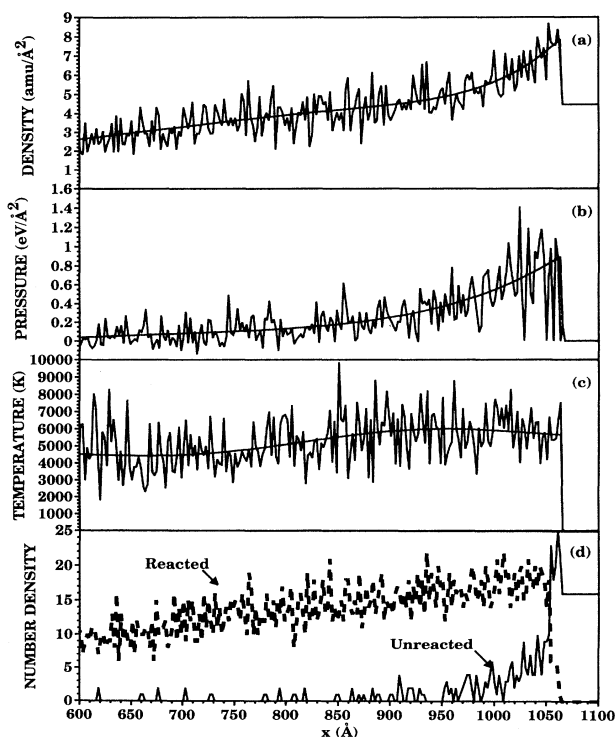 9
8
7
6
5
4
3
2
1
DENSITY (amu/Å²)
(a)
1.6
1.4
1.2
1
0.8
0.6
0.4
0.2
0
PRESSURE (eV/Å²)
(b)
10000
9000
8000
7000
6000
5000
4000
3000
2000
1000
TEMPERATURE (K)
(c)
25
20
15
10
5
0
NUMBER DENSITY
(d)
Reacted
Unreacted
600 650 700 750 800 850 900 950 1000 1050 1100
x (Å)